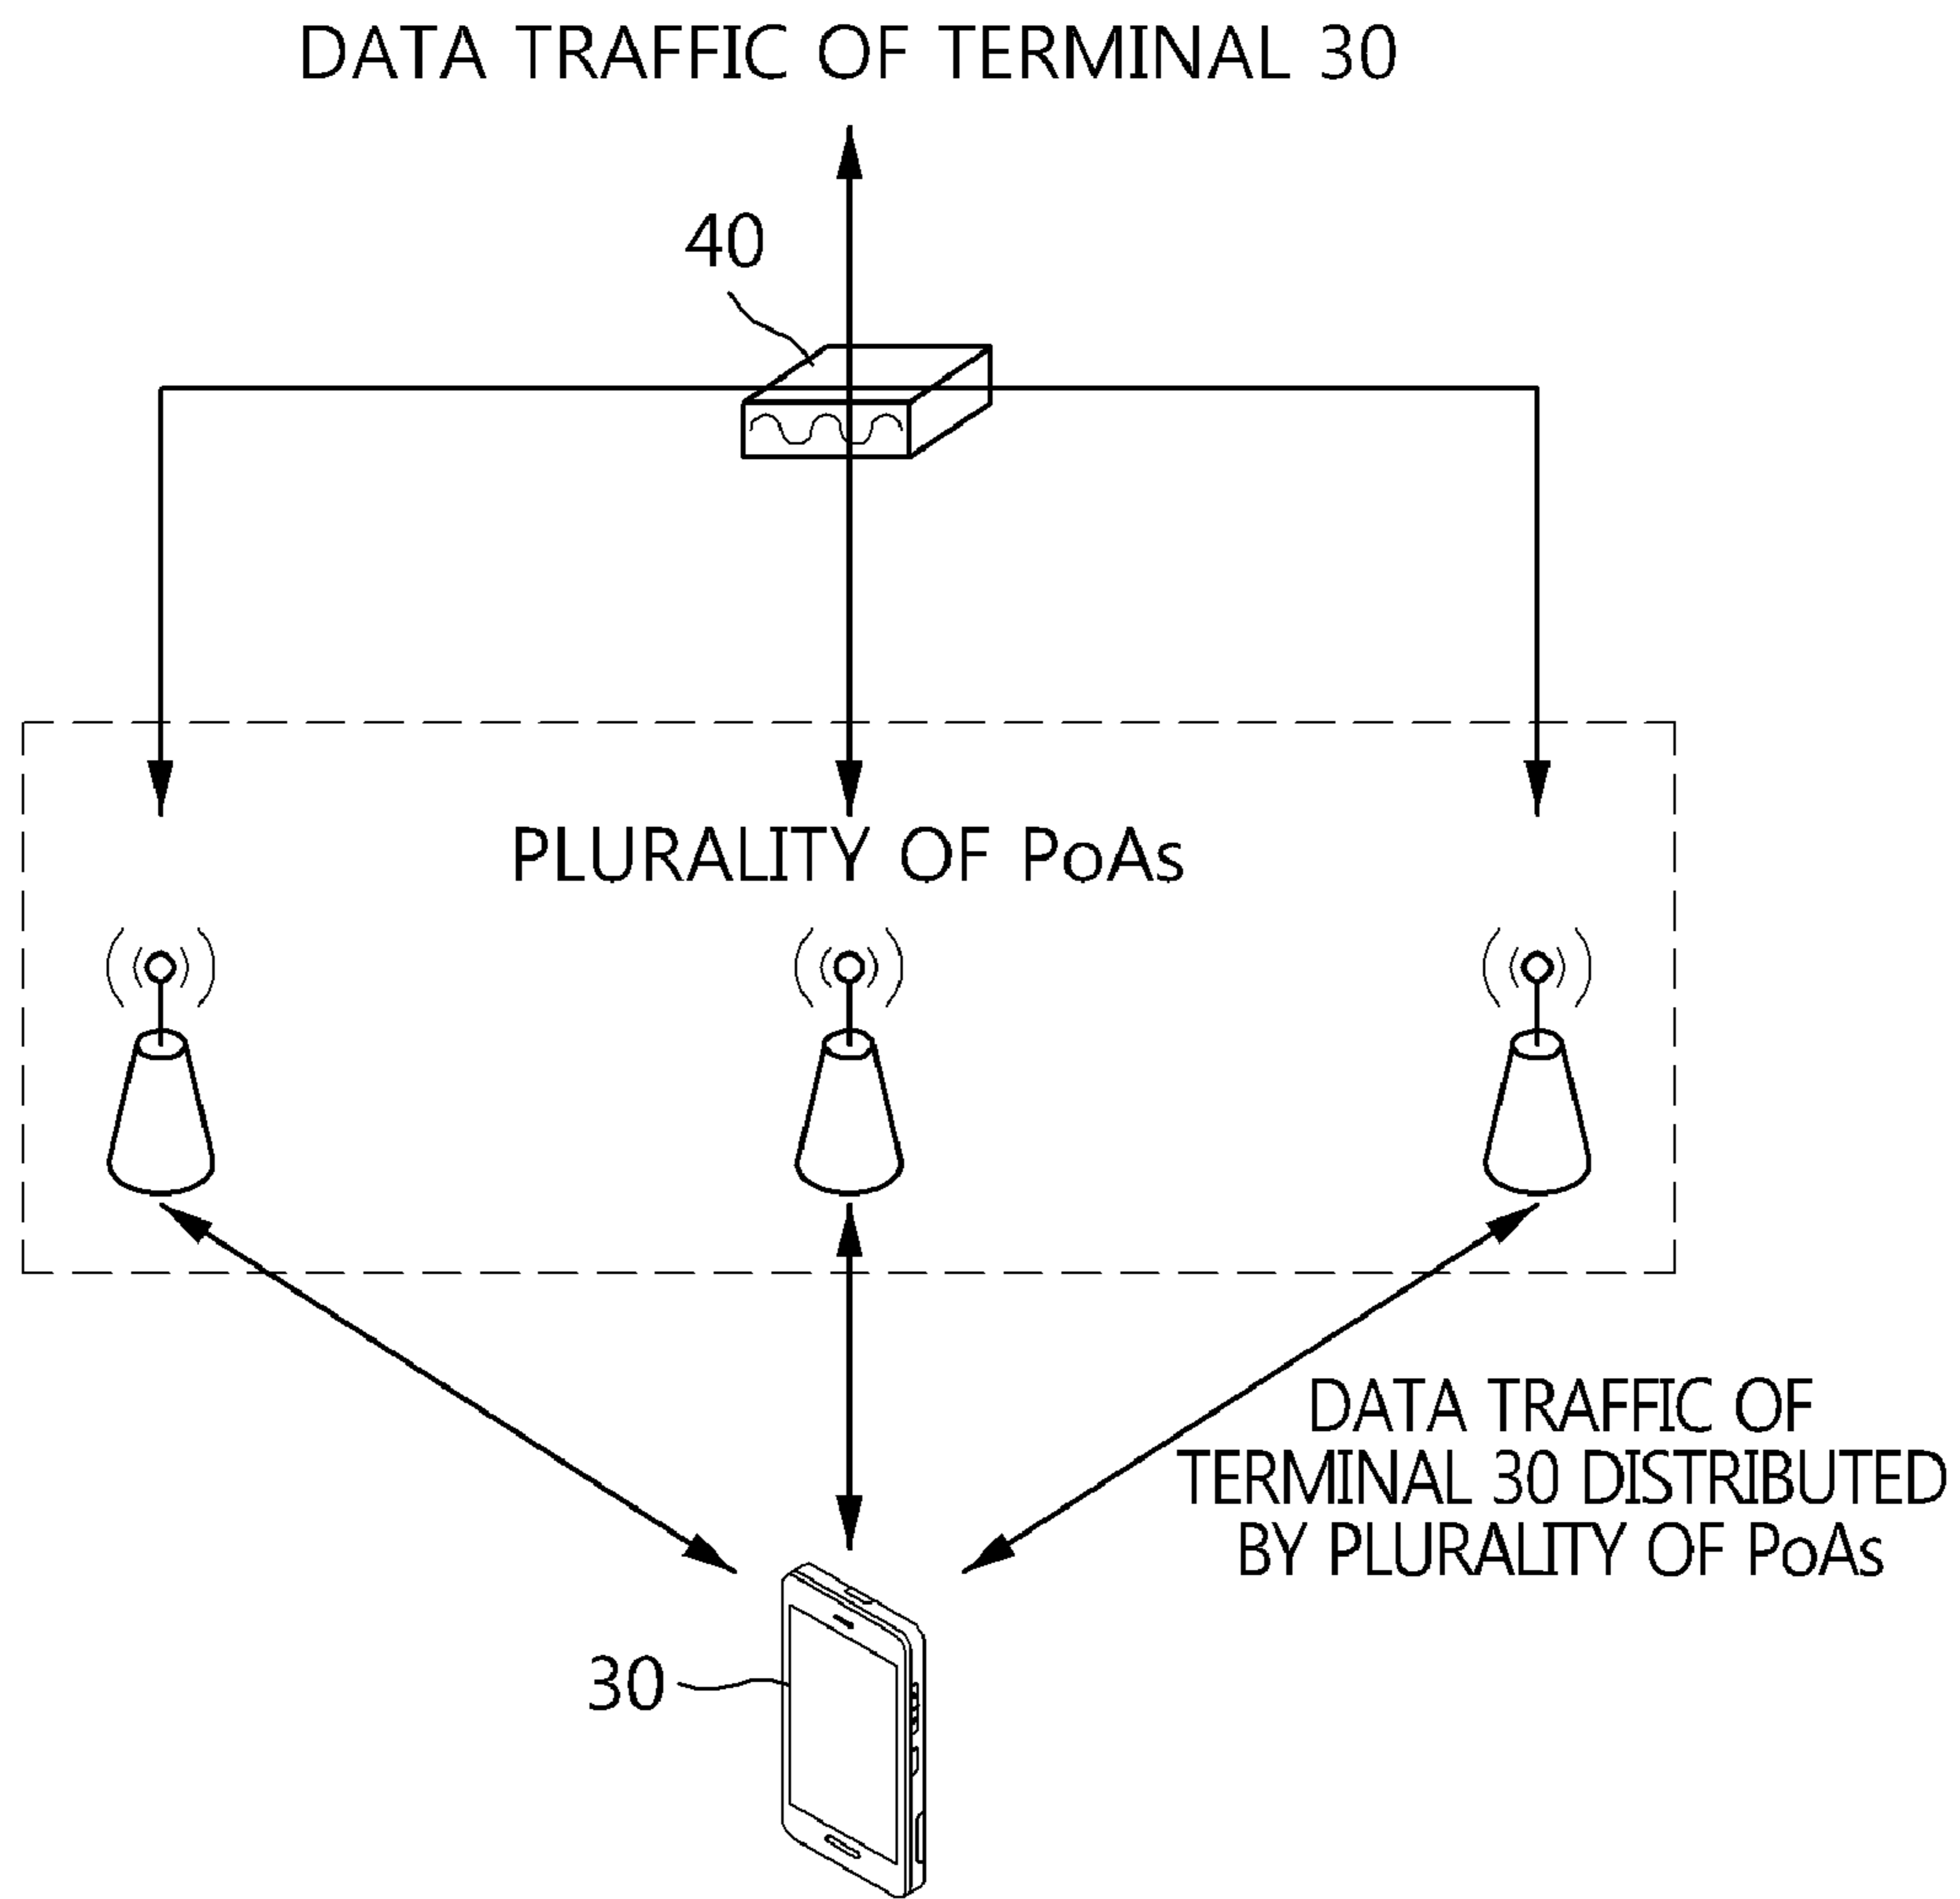 DATA TRAFFIC OF TERMINAL 30
40
PLURALITY OF PoAs
DATA TRAFFIC OF
TERMINAL 30 DISTRIBUTED
BY PLURALITY OF PoAs
30